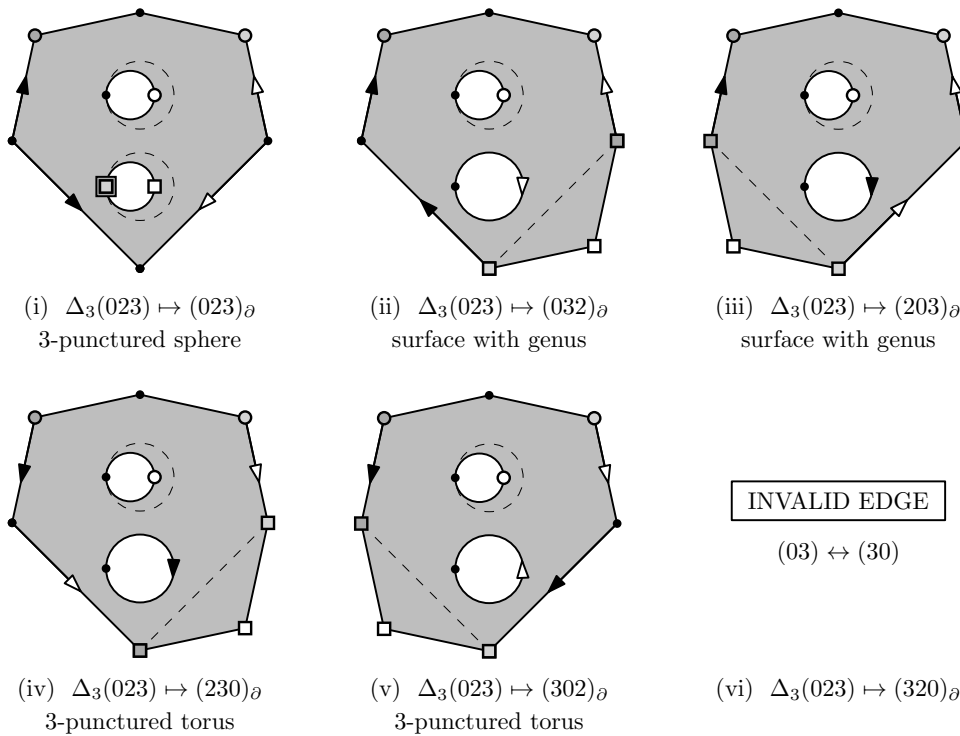 (i) Δ₃(023) ↦ (023)∂
3-punctured sphere
(ii) Δ₃(023) ↦ (032)∂
surface with genus
(iii) Δ₃(023) ↦ (203)∂
surface with genus
INVALID EDGE
(03) ↔ (30)
(iv) Δ₃(023) ↦ (230)∂
3-punctured torus
(v) Δ₃(023) ↦ (302)∂
3-punctured torus
(vi) Δ₃(023) ↦ (320)∂